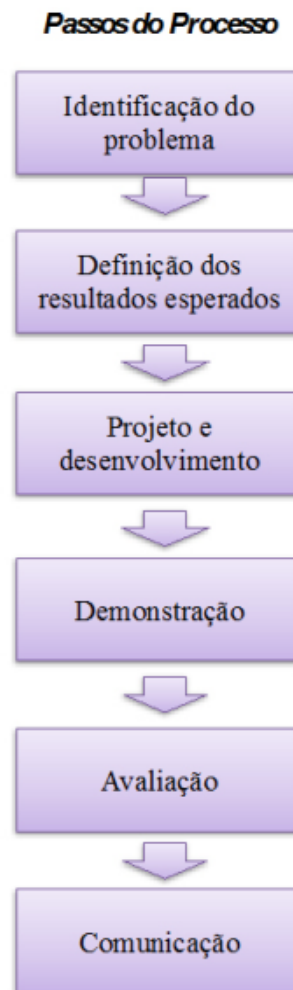 Passos do Processo
Identificação do
problema
Definição dos
resultados esperados
Projeto e
desenvolvimento
Demonstração
Avaliação
Comunicação